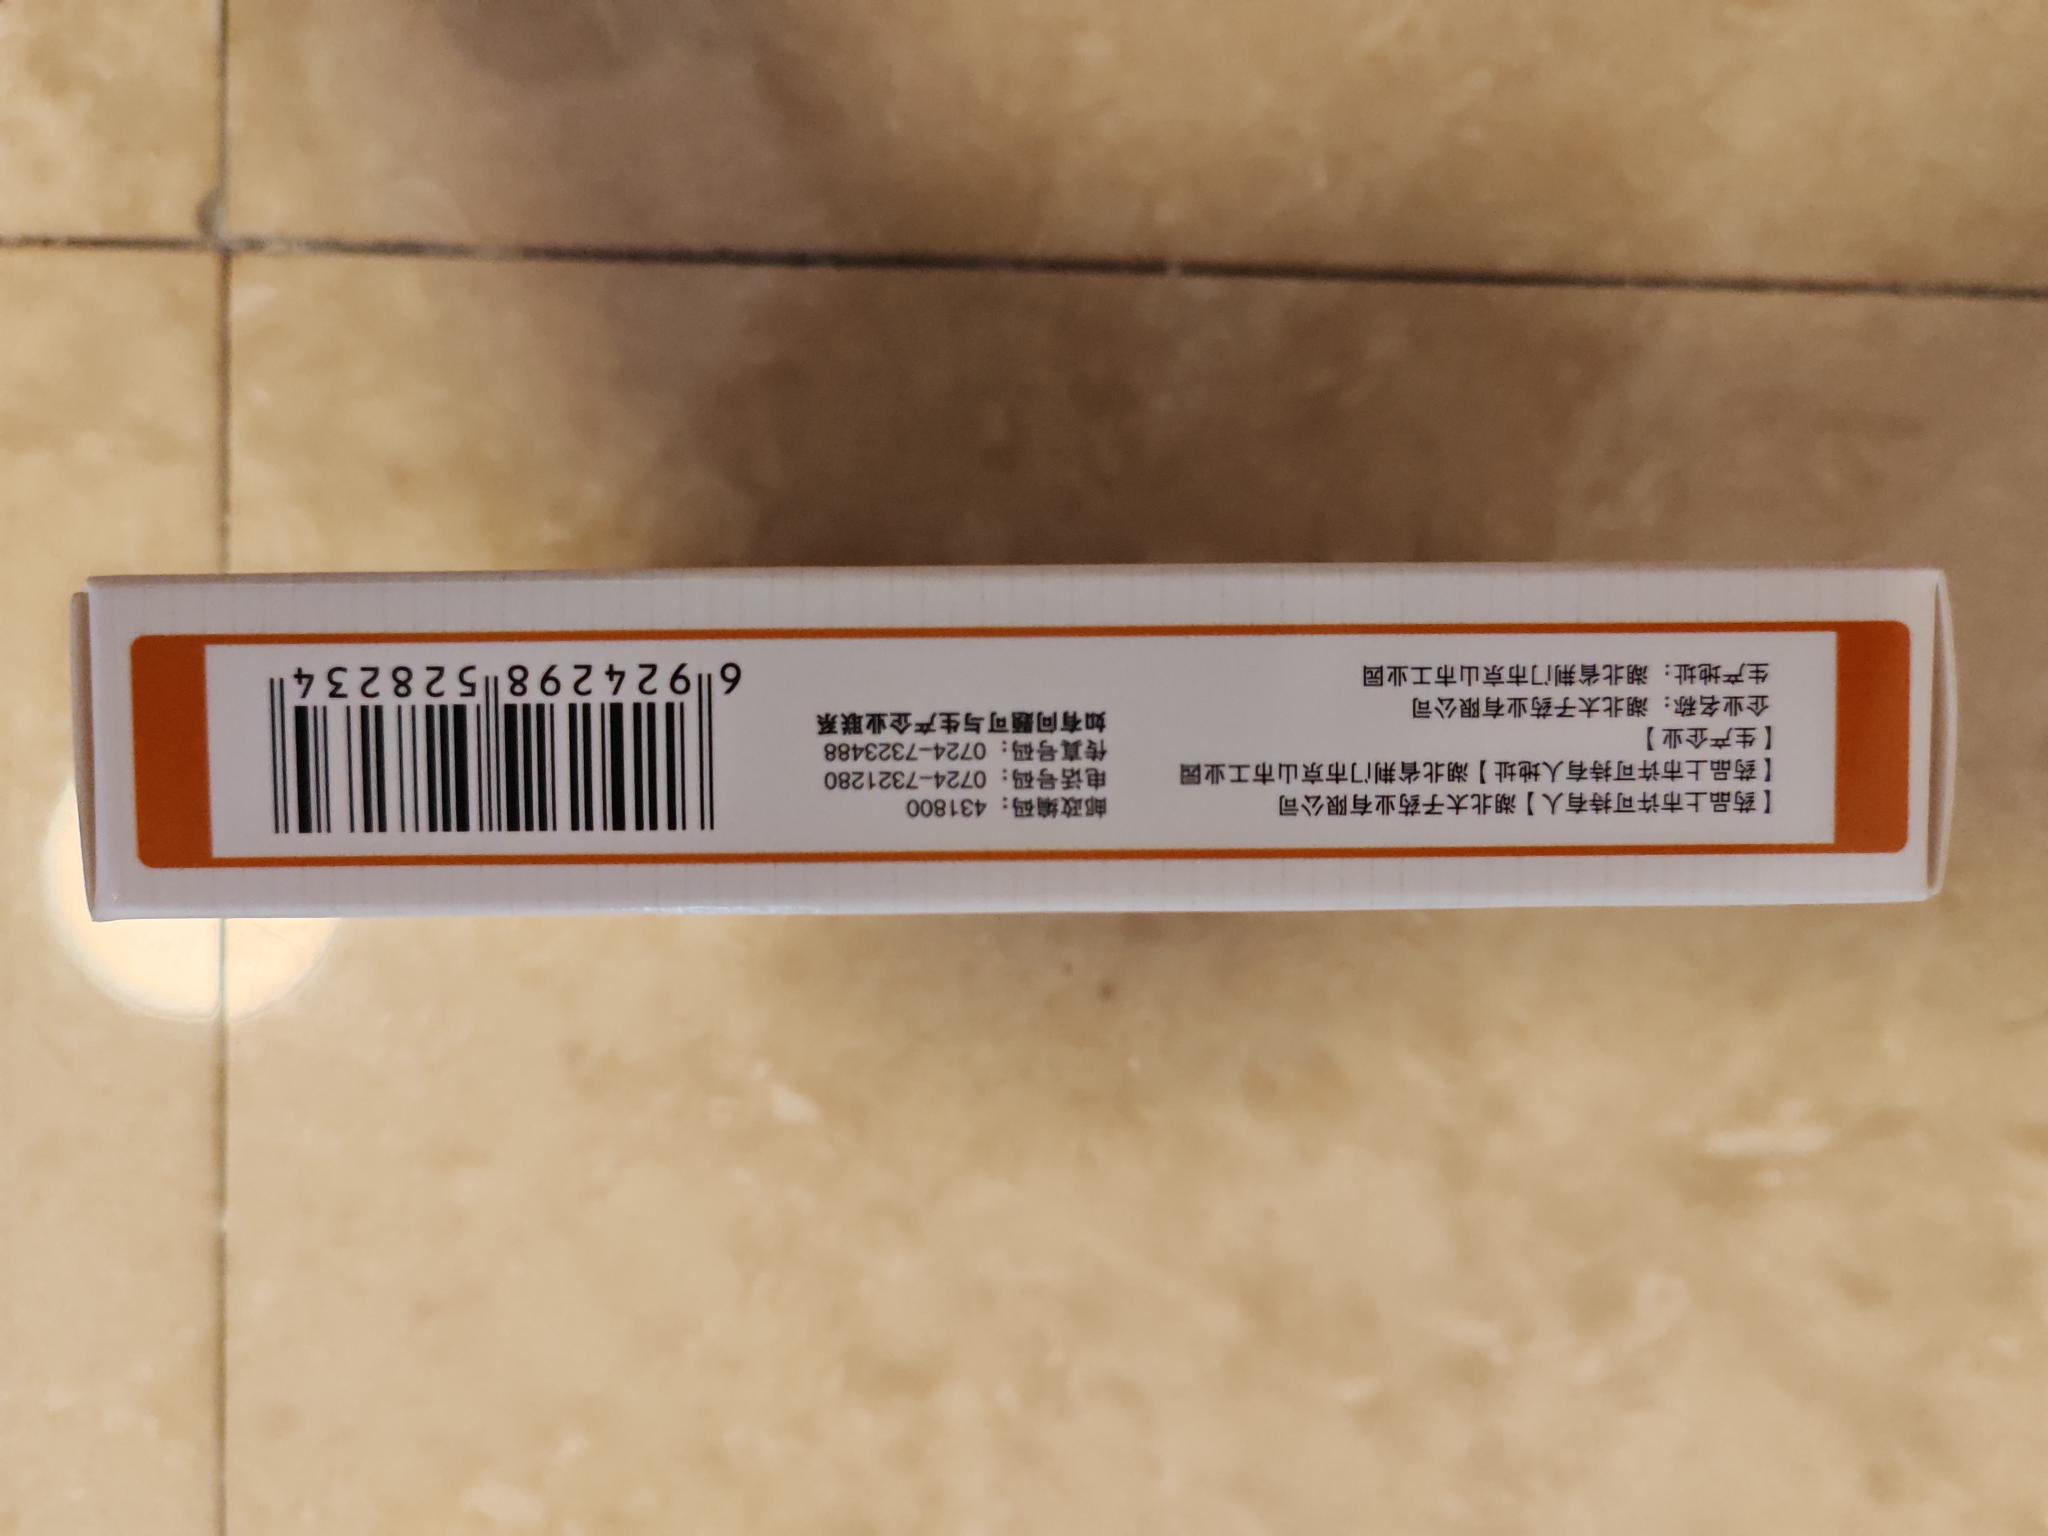 【药品上市许可持有人】湖北太子药业有限公司
【药品上市许可持有人地址】湖北省荆门市京山市工业园
【生产企业】
企业名称：湖北太子药业有限公司
生产地址：湖北省荆门市京山市工业园
邮政编码：431800
电话号码：0724-7321280
传真号码：0724-7323488
如有问题可与生产企业联系
6 924298 528234